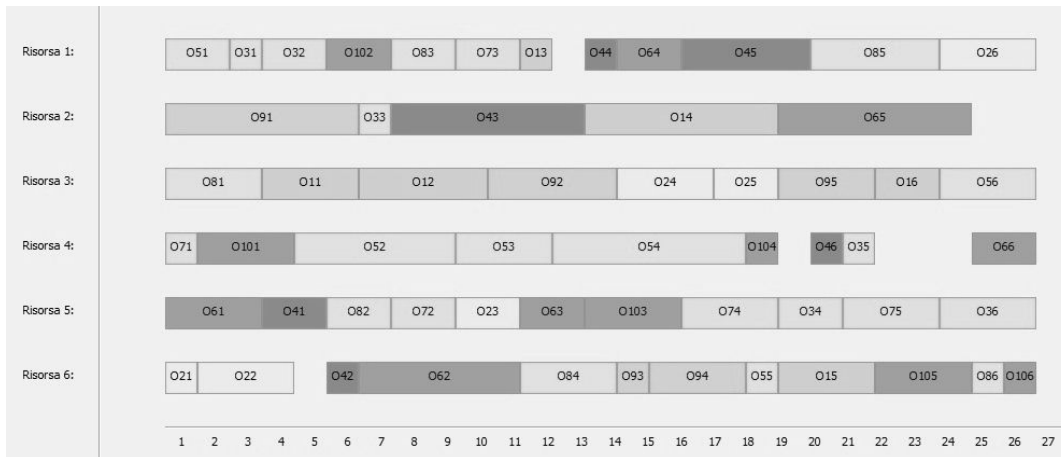 Risorsa 1: O51 O31 O32 O102 O83 O73 O13 O44 O64 O45 O85 O26
Risorsa 2: O91 O33 O43 O14 O65
Risorsa 3: O81 O11 O12 O92 O24 O25 O95 O16 O56
Risorsa 4: O71 O101 O52 O53 O54 O104 O46 O35 O66
Risorsa 5: O61 O41 O82 O72 O23 O63 O103 O74 O34 O75 O36
Risorsa 6: O21 O22 O42 O62 O84 O93 O94 O55 O15 O105 O86 O106
1 2 3 4 5 6 7 8 9 10 11 12 13 14 15 16 17 18 19 20 21 22 23 24 25 26 27